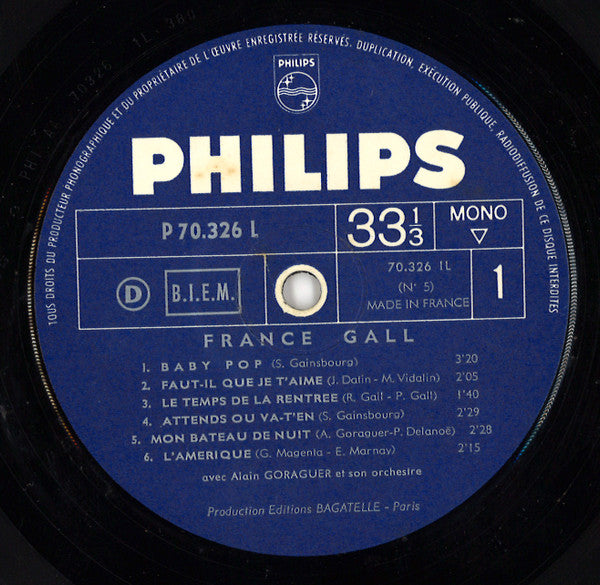 TOUS DROITS DU PRODUCTEUR PHONOGRAPHIQUE ET DU PROPRIÉTAIRE DE L'ŒUVRE ENREGISTRÉE RÉSERVÉS. DUPLICATION, EXÉCUTION PUBLIQUE, RADIODIFFUSION DE CE DISQUE INTERDITES
PHILIPS
PHILIPS
P 70.326 L
33 1/3
MONO
▽
D
B.I.E.M.
70.326 1L
(N° 5)
MADE IN FRANCE
1
FRANCE GALL
1. BABY POP (S. Gainsbourg) 3'20
2. FAUT-IL QUE JE T'AIME (J. Datin - M. Vidalin) 2'05
3. LE TEMPS DE LA RENTREE (R. Gall - P. Gall) 1'40
4. ATTENDS OU VA-T'EN (S. Gainsbourg) 2'29
5. MON BATEAU DE NUIT (A. Goraguer-P. Delanoë) 2'28
6. L'AMERIQUE (G. Magenta - E. Marnay) 2'15
avec Alain GORAGUER et son orchestre
Production Editions BAGATELLE - Paris